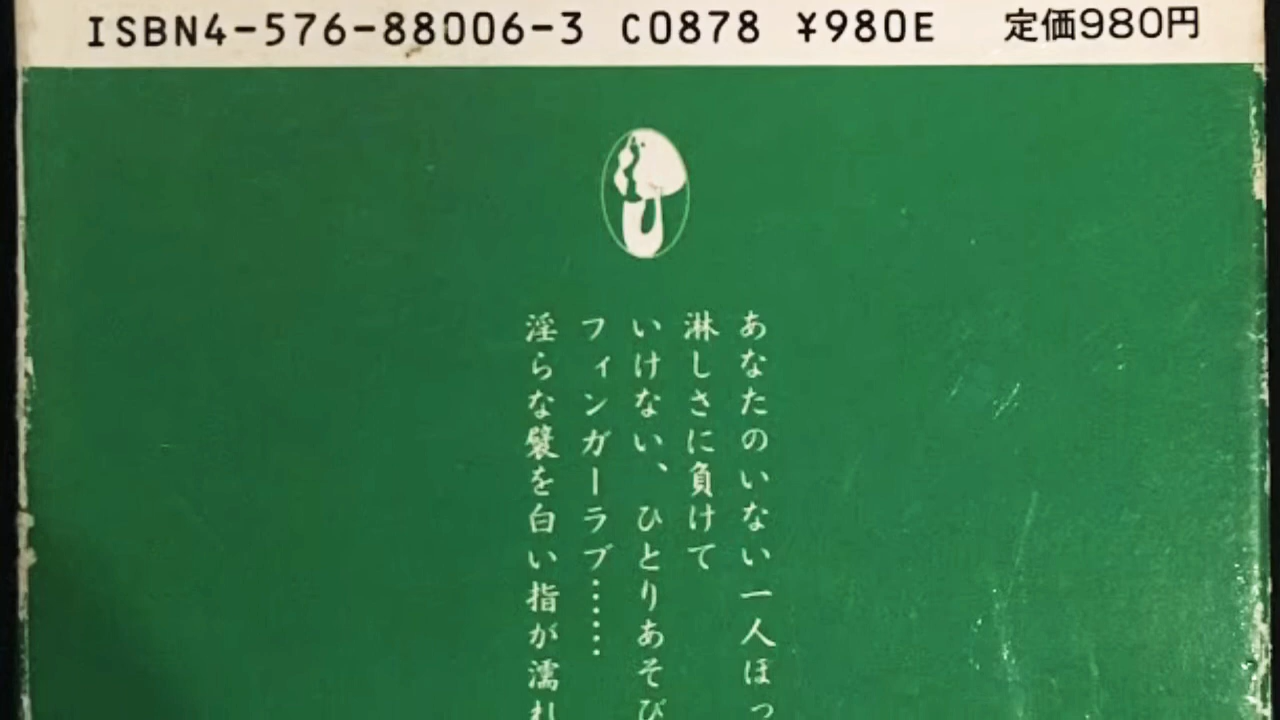 ISBN4-576-88006-3 C0878 ¥980E 定価980円
あなたのいない一人ぼっ
淋しさに負けて
いけない、ひとりあそび
フィンガーラブ……
淫らな襞を白い指が濡れ